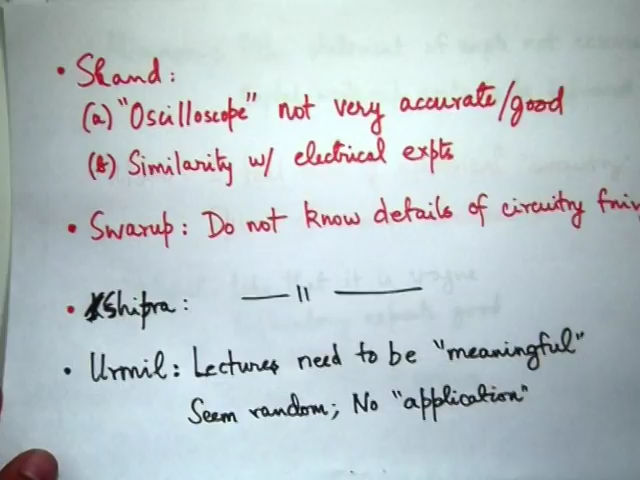 • Skand:
(a) "Oscilloscope" not very accurate/good
(b) Similarity w/ electrical expts
• Swarup: Do not know details of circuitry
• Shipra: — 11 —
• Urmil: Lectures need to be "meaningful"
Seem random; No "application"